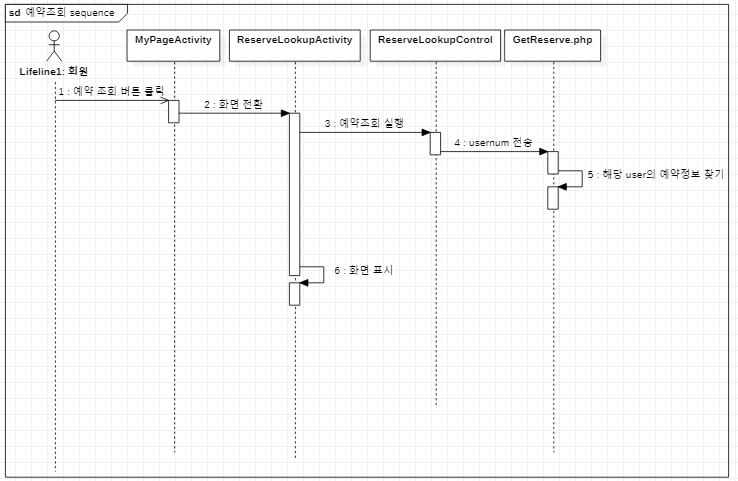 sd 예약조회 sequence
MyPageActivity
ReserveLookupActivity
ReserveLookupControl
GetReserve.php
Lifeline1: 회원
1 : 예약 조회 버튼 클릭
2 : 화면 전환
3 : 예약조회 실행
4 : usernum 전송
5 : 해당 user의 예약정보 찾기
6 : 화면 표시